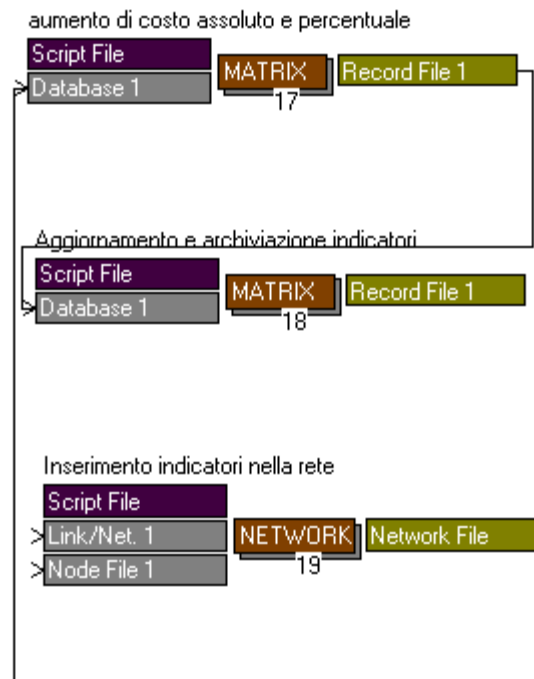 aumento di costo assoluto e percentuale
Script File
Database 1
MATRIX
17
Record File 1
Aggiornamento e archiviazione indicatori
Script File
Database 1
MATRIX
18
Record File 1
Inserimento indicatori nella rete
Script File
Link/Net. 1
Node File 1
NETWORK
19
Network File